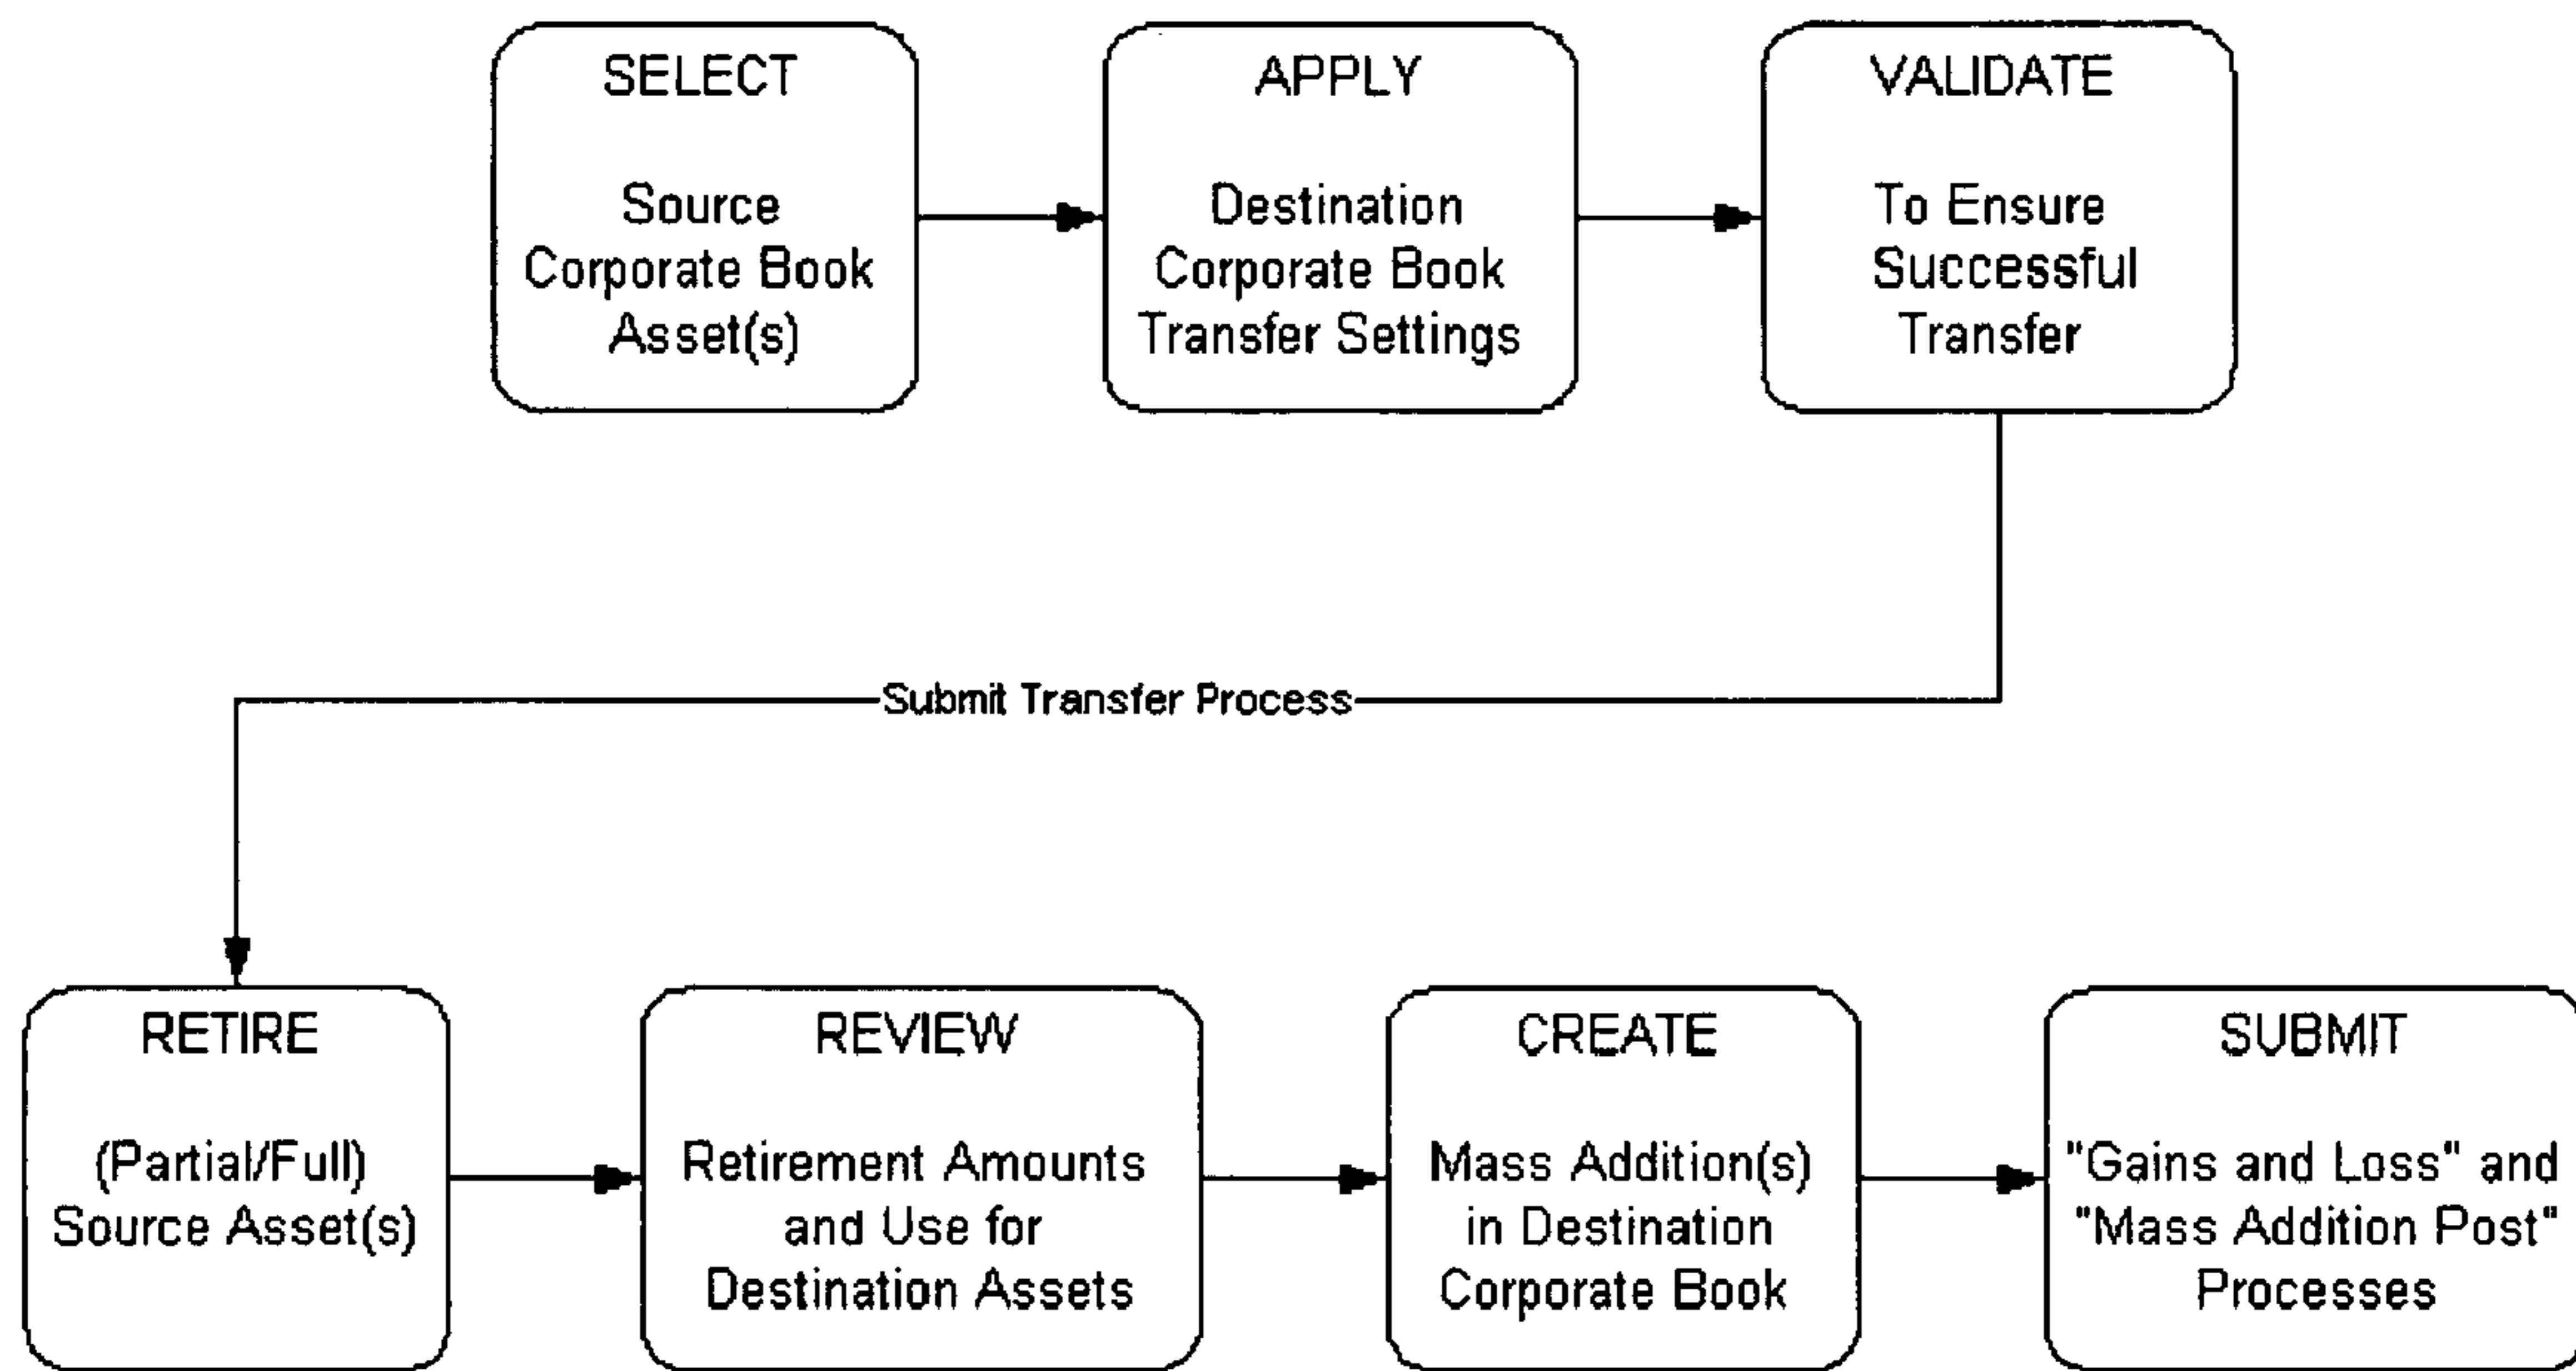 SELECT
Source
Corporate Book
Asset(s)
APPLY
Destination
Corporate Book
Transfer Settings
VALIDATE
To Ensure
Successful
Transfer
Submit Transfer Process
RETIRE
(Partial/Full)
Source Asset(s)
REVIEW
Retirement Amounts
and Use for
Destination Assets
CREATE
Mass Addition(s)
in Destination
Corporate Book
SUBMIT
"Gains and Loss" and
"Mass Addition Post"
Processes